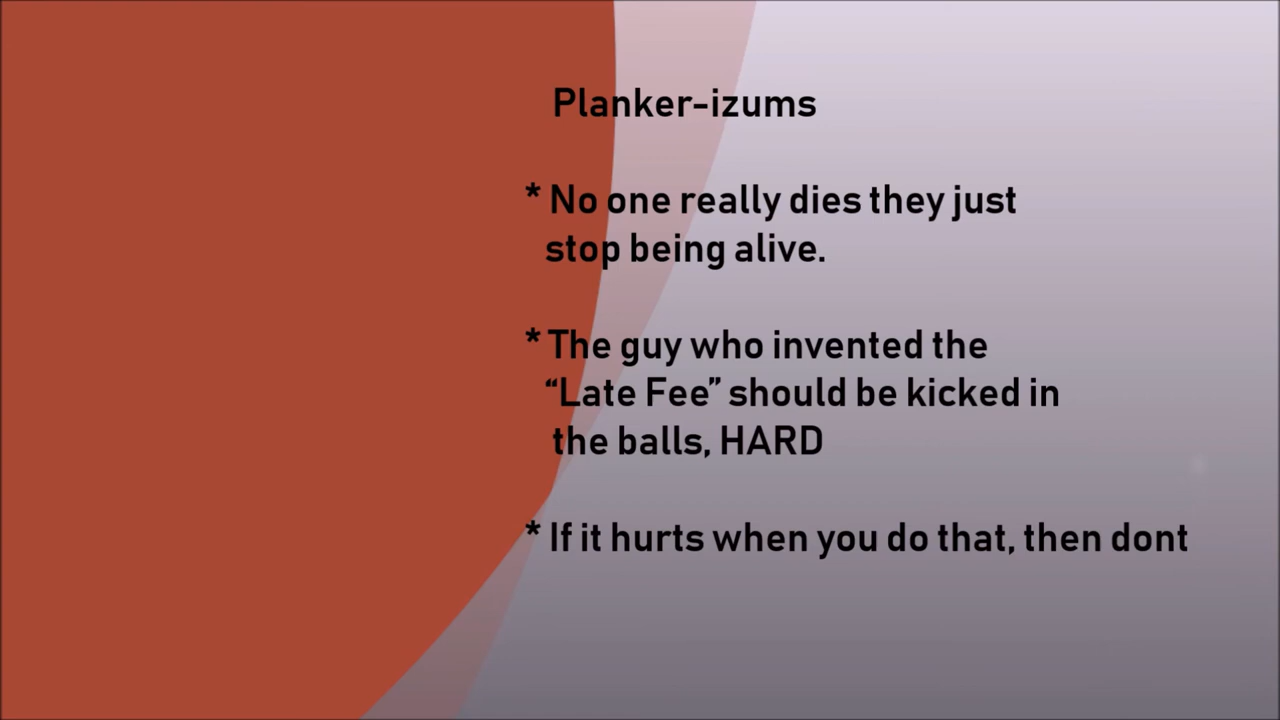 Planker-izums
* No one really dies they just
stop being alive.
* The guy who invented the
“Late Fee” should be kicked in
the balls, HARD
* If it hurts when you do that, then dont